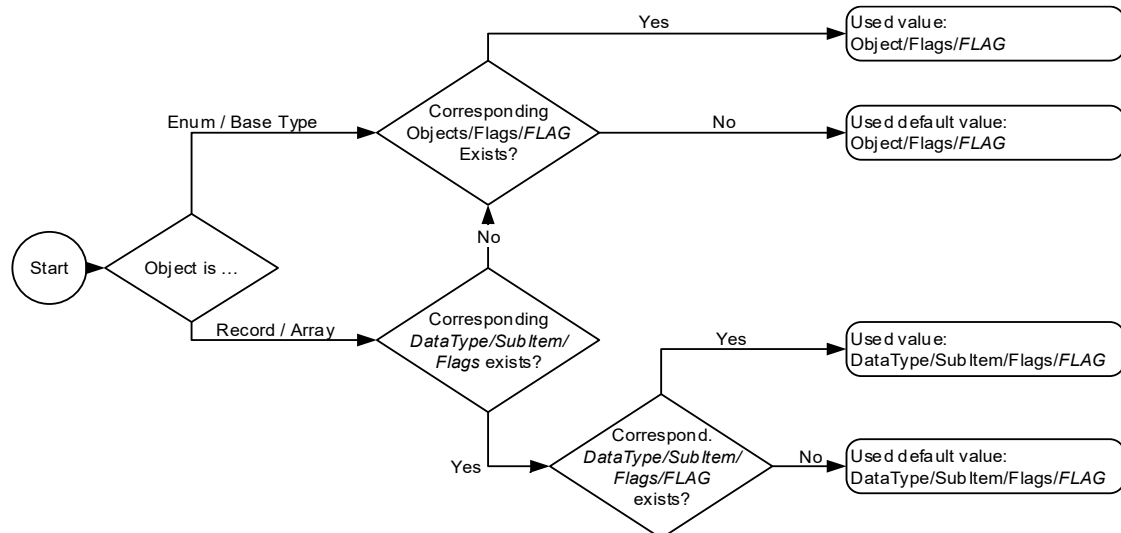 Yes
Used value:
Object/Flags/FLAG
Enum / Base Type
Corresponding
Objects/Flags/FLAG
Exists?
No
Used default value:
Object/Flags/FLAG
No
Start
Object is ...
Record / Array
Corresponding
DataType/SubItem/
Flags exists?
Yes
Used value:
DataType/SubItem/Flags/FLAG
Yes
Correspond.
DataType/SubItem/
Flags/FLAG
exists?
No
Used default value:
DataType/SubItem/Flags/FLAG